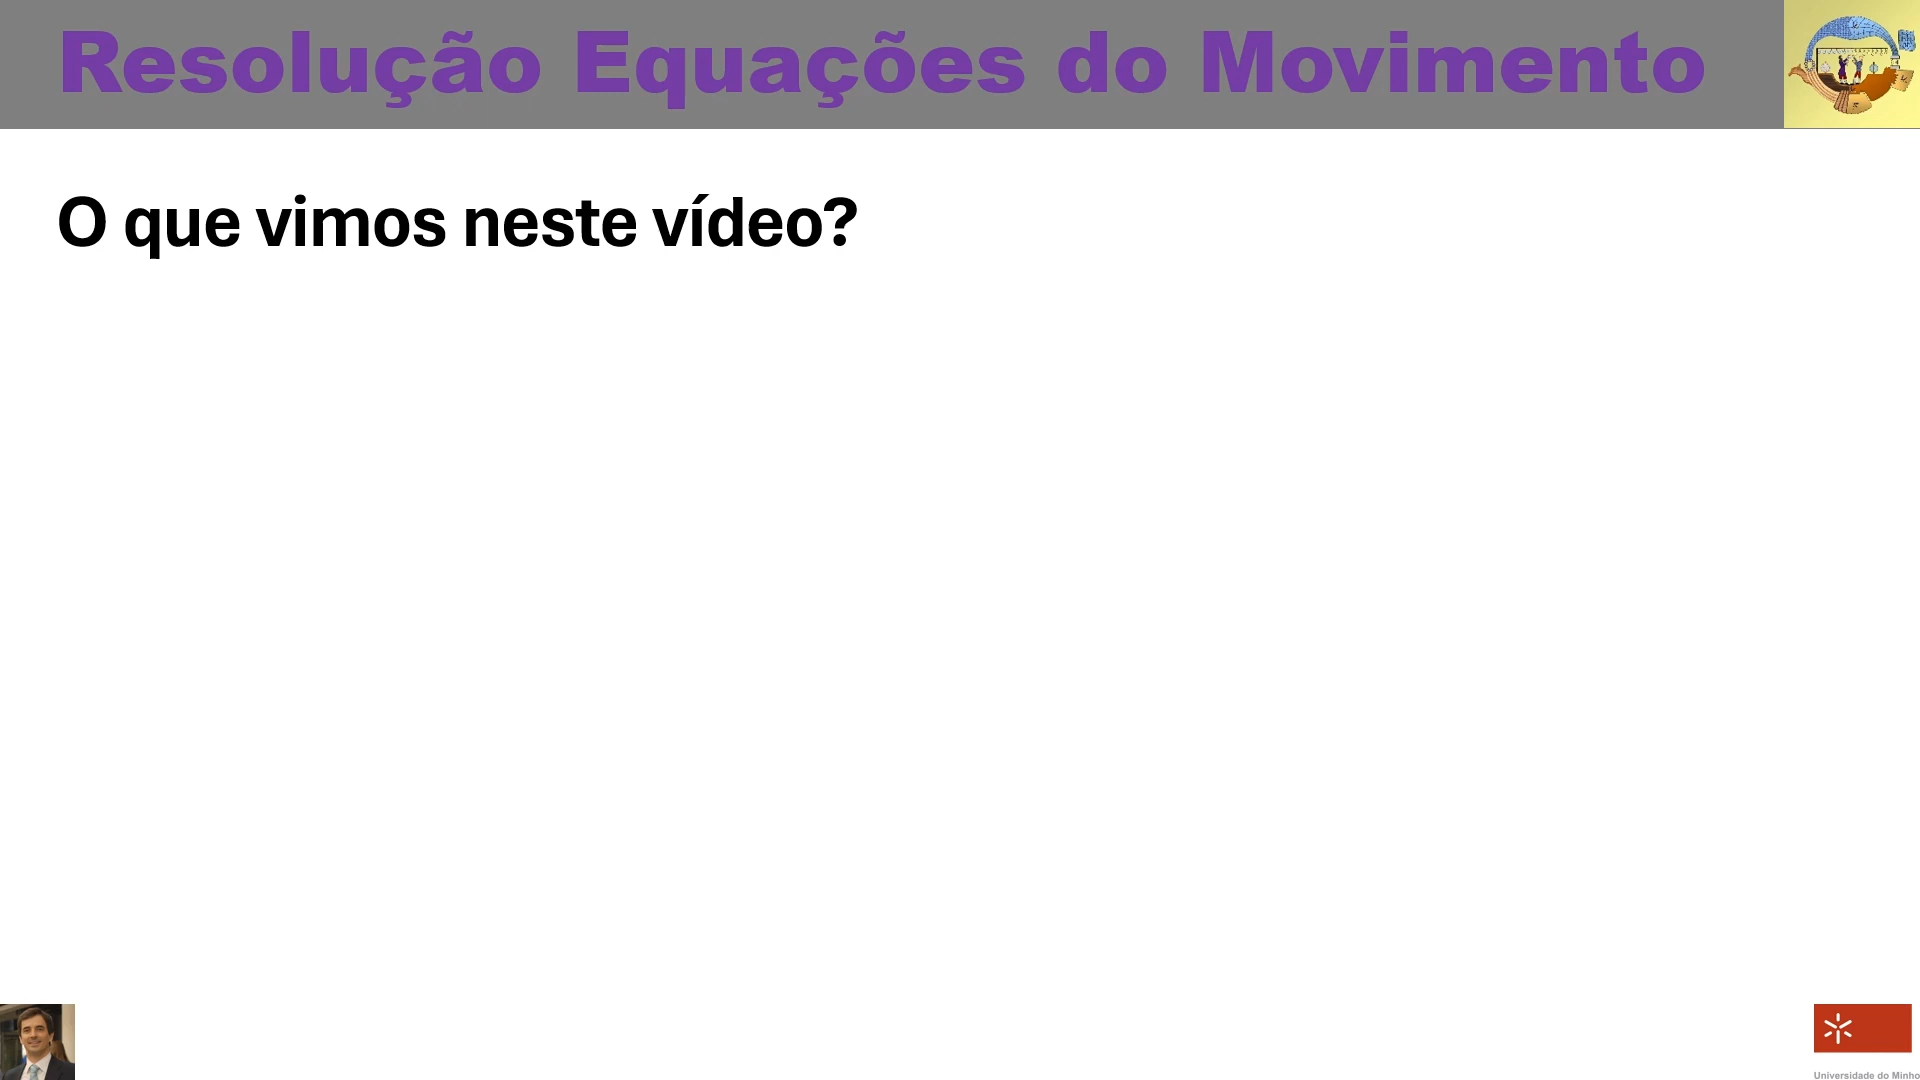 Resolução Equações do Movimento
O que vimos neste vídeo?
Universidade do Minho